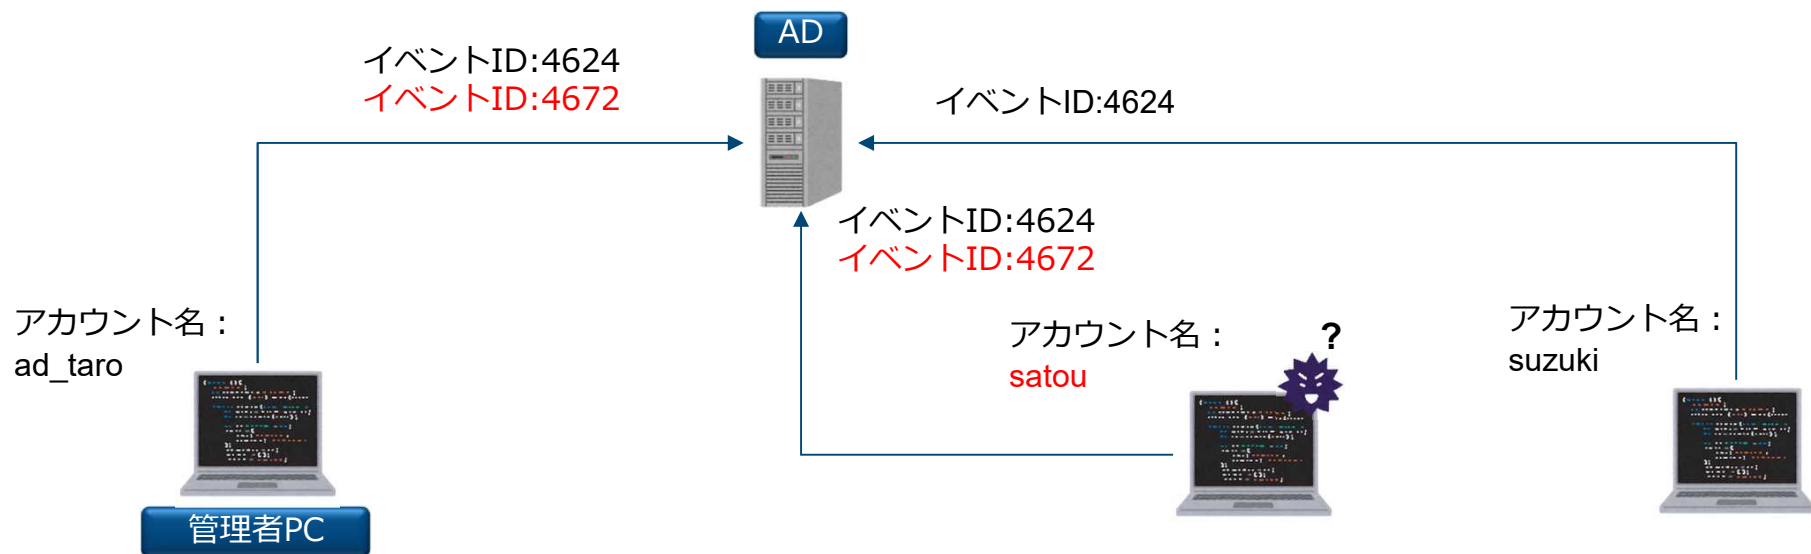 AD
イベントID:4624
イベントID:4672
イベントID:4624
イベントID:4624
イベントID:4672
アカウント名：
ad_taro
アカウント名：
satou
?
アカウント名：
suzuki
管理者PC